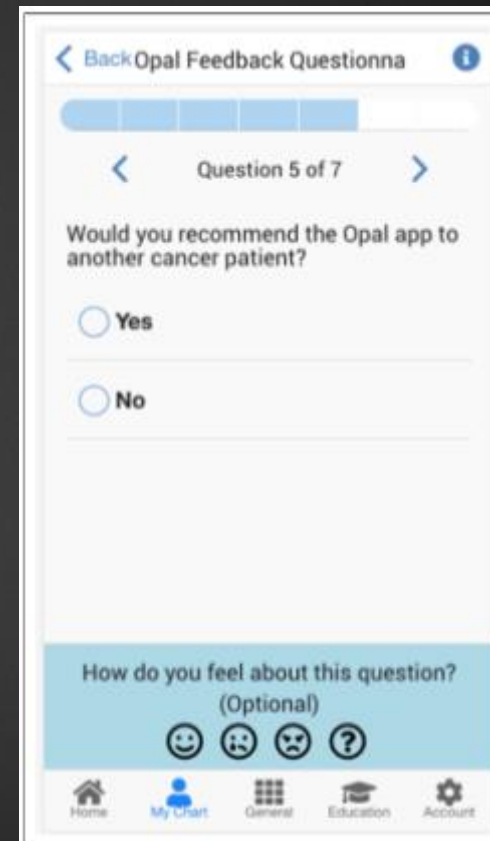 Back Opal Feedback Questionna
Question 5 of 7
Would you recommend the Opal app to
another cancer patient?
Yes
No
How do you feel about this question?
(Optional)
Home My Chart General Education Account